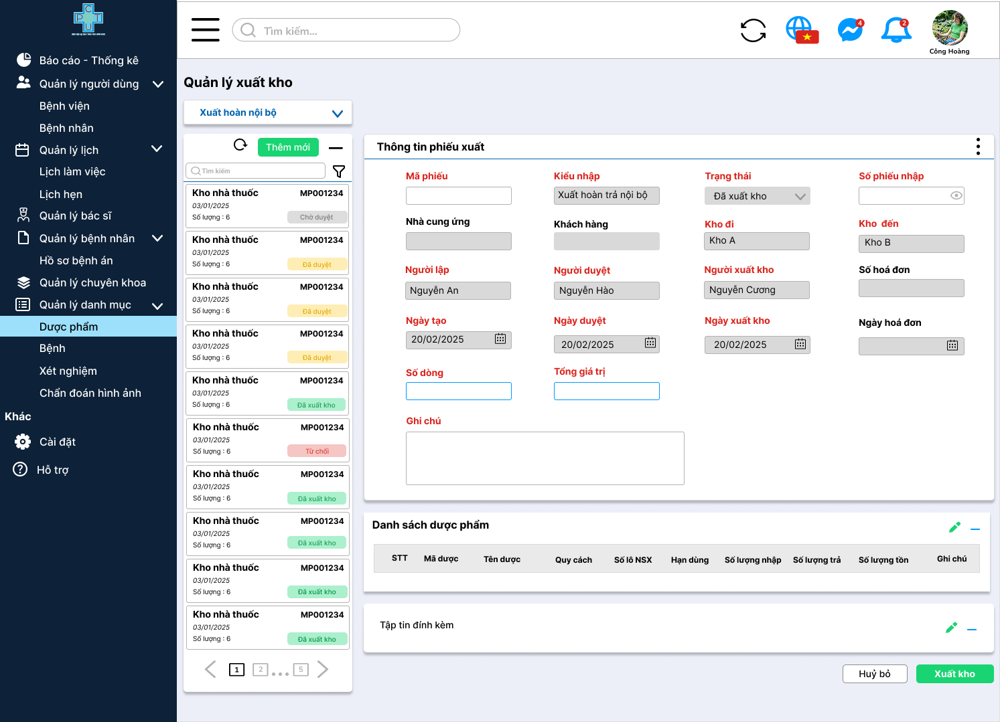 P C T U
Báo cáo - Thống kê
Quản lý người dùng
Bệnh viện
Bệnh nhân
Quản lý lịch
Lịch làm việc
Lịch hẹn
Quản lý bác sĩ
Quản lý bệnh nhân
Hồ sơ bệnh án
Quản lý chuyên khoa
Quản lý danh mục
Dược phẩm
Bệnh
Xét nghiệm
Chẩn đoán hình ảnh
Khác
Cài đặt
Hỗ trợ
Tìm kiếm...
4
2
Công Hoàng
Quản lý xuất kho
Xuất hoàn nội bộ
Thêm mới
Tìm kiếm
Kho nhà thuốc MP001234
03/01/2025
Số lượng : 6 Chờ duyệt
Kho nhà thuốc MP001234
03/01/2025
Số lượng : 6 Đã duyệt
Kho nhà thuốc MP001234
03/01/2025
Số lượng : 6 Đã duyệt
Kho nhà thuốc MP001234
03/01/2025
Số lượng : 6 Đã duyệt
Kho nhà thuốc MP001234
03/01/2025
Số lượng : 6 Đã xuất kho
Kho nhà thuốc MP001234
03/01/2025
Số lượng : 6 Từ chối
Kho nhà thuốc MP001234
03/01/2025
Số lượng : 6 Đã xuất kho
Kho nhà thuốc MP001234
03/01/2025
Số lượng : 6 Đã xuất kho
Kho nhà thuốc MP001234
03/01/2025
Số lượng : 6 Đã xuất kho
Kho nhà thuốc MP001234
03/01/2025
Số lượng : 6 Đã xuất kho
1 2 ... 5
Thông tin phiếu xuất
Mã phiếu Kiểu nhập Trạng thái Số phiếu nhập
Xuất hoàn trả nội bộ Đã xuất kho
Nhà cung ứng Khách hàng Kho đi Kho đến
Kho A Kho B
Người lập Người duyệt Người xuất kho Số hoá đơn
Nguyễn An Nguyễn Hào Nguyễn Cương
Ngày tạo Ngày duyệt Ngày xuất kho Ngày hoá đơn
20/02/2025 20/02/2025 20/02/2025
Số dòng Tổng giá trị
Ghi chú
Danh sách dược phẩm
STT Mã dược Tên dược Quy cách Số lô NSX Hạn dùng Số lượng nhập Số lượng trả Số lượng tồn Ghi chú
Tập tin đính kèm
Huỷ bỏ Xuất kho